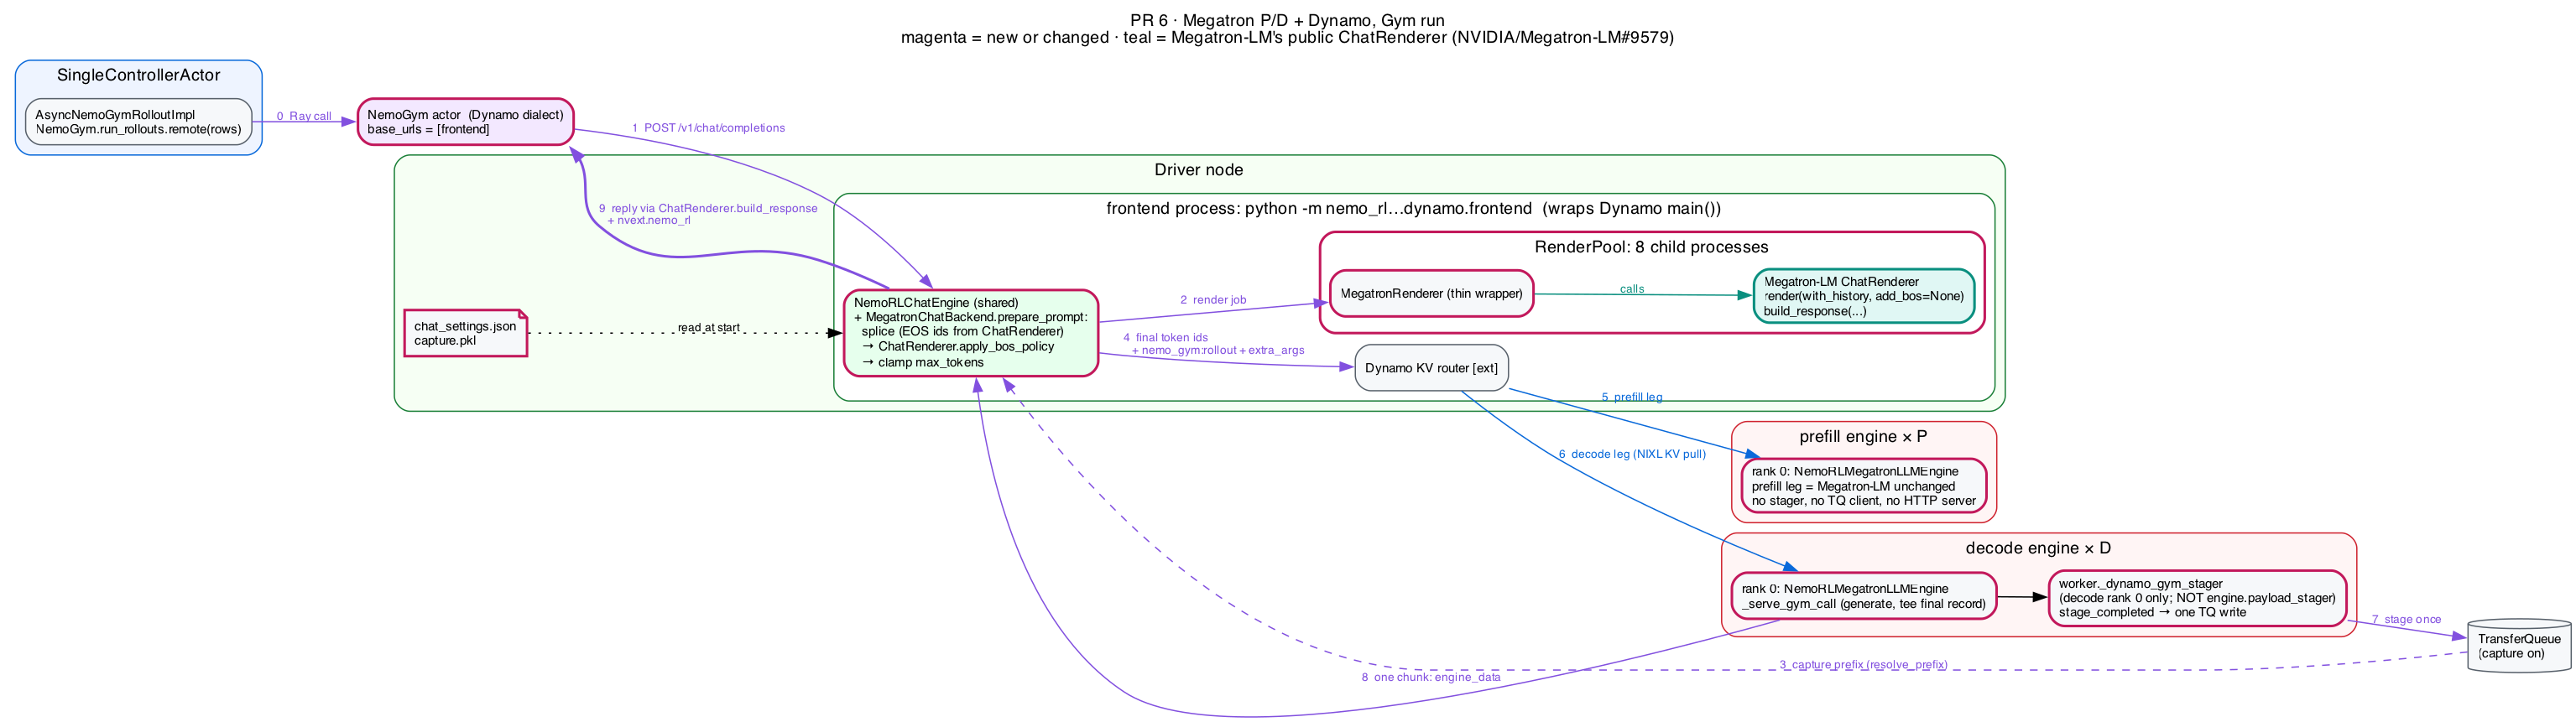 PR 6 · Megatron P/D + Dynamo, Gym run
magenta = new or changed · teal = Megatron-LM's public ChatRenderer (NVIDIA/Megatron-LM#9579)
SingleControllerActor
AsyncNemoGymRolloutImpl
NemoGym.run_rollouts.remote(rows)
0 Ray call
NemoGym actor (Dynamo dialect)
base_urls = [frontend]
1 POST /v1/chat/completions
Driver node
9 reply via ChatRenderer.build_response
+ nvext.nemo_rl
frontend process: python -m nemo_rl...dynamo.frontend (wraps Dynamo main())
RenderPool: 8 child processes
MegatronRenderer (thin wrapper)
calls
Megatron-LM ChatRenderer
render(with_history, add_bos=None)
build_response(...)
chat_settings.json
capture.pkl
read at start
NemoRLChatEngine (shared)
+ MegatronChatBackend.prepare_prompt:
splice (EOS ids from ChatRenderer)
→ ChatRenderer.apply_bos_policy
→ clamp max_tokens
2 render job
4 final token ids
+ nemo_gym:rollout + extra_args
Dynamo KV router [ext]
5 prefill leg
6 decode leg (NIXL KV pull)
prefill engine × P
rank 0: NemoRLMegatronLLMEngine
prefill leg = Megatron-LM unchanged
no stager, no TQ client, no HTTP server
decode engine × D
rank 0: NemoRLMegatronLLMEngine
_serve_gym_call (generate, tee final record)
worker._dynamo_gym_stager
(decode rank 0 only; NOT engine.payload_stager)
stage_completed → one TQ write
7 stage once
TransferQueue
(capture on)
3 capture prefix (resolve_prefix)
8 one chunk: engine_data